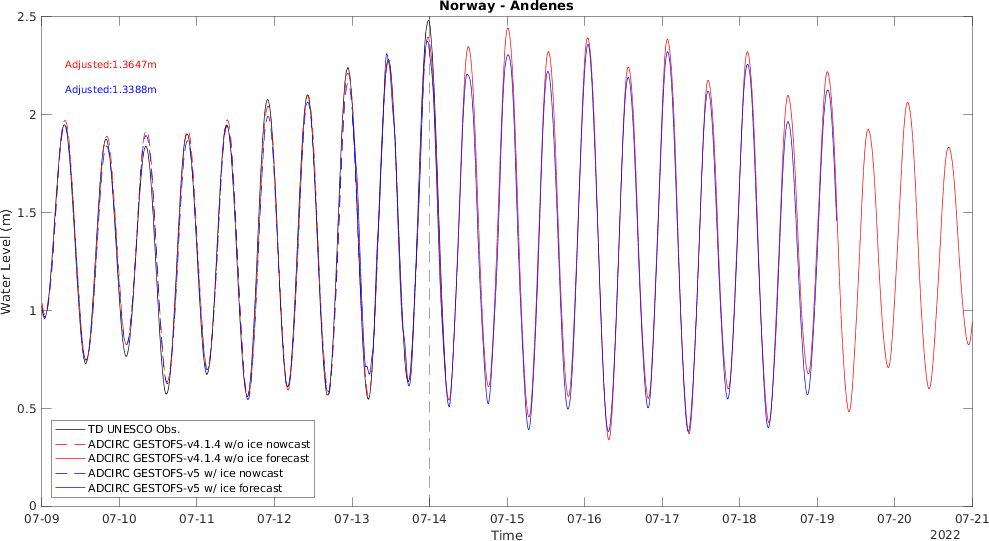 Norway - Andenes
2.5
Adjusted:1.3647m
Adjusted:1.3388m
2
1.5
Water Level (m)
1
0.5
TD UNESCO Obs.
ADCIRC GESTOFS-v4.1.4 w/o ice nowcast
ADCIRC GESTOFS-v4.1.4 w/o ice forecast
ADCIRC GESTOFS-v5 w/ ice nowcast
ADCIRC GESTOFS-v5 w/ ice forecast
0
07-09 07-10 07-11 07-12 07-13 07-14 07-15 07-16 07-17 07-18 07-19 07-20 07-21
Time
2022